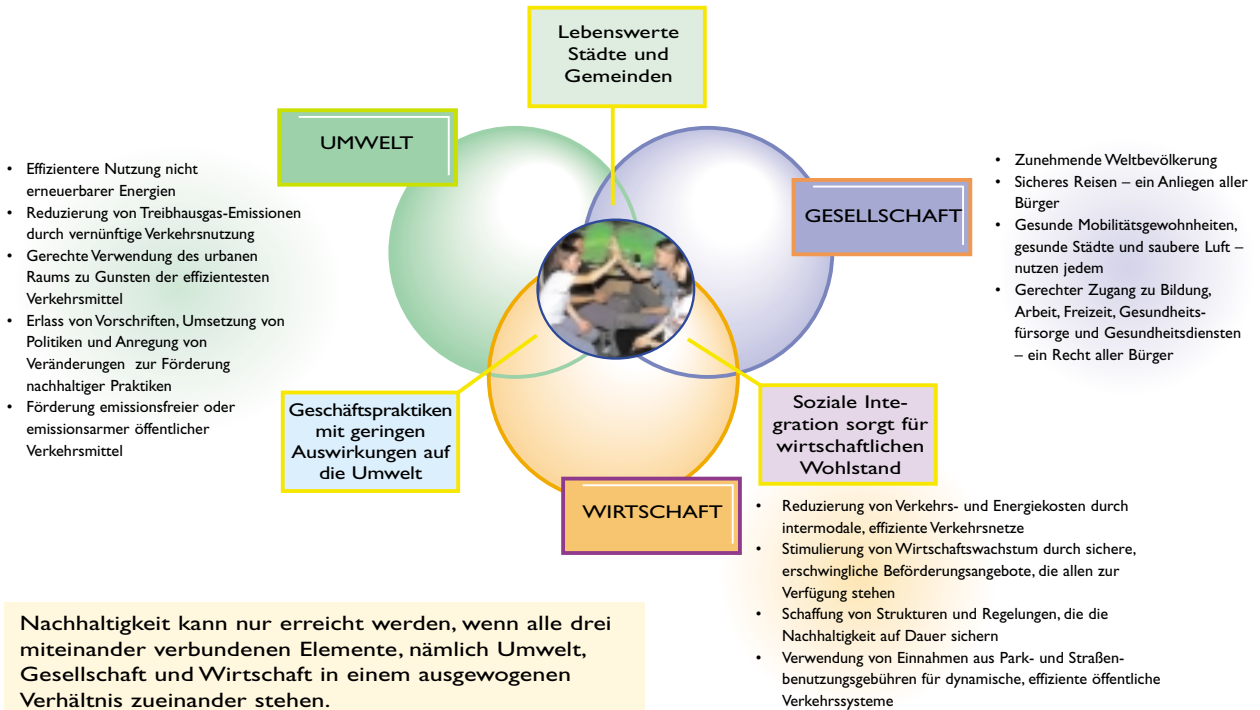 Lebenswerte
Städte und
Gemeinden
UMWELT
• Effizientere Nutzung nicht
erneuerbarer Energien
• Reduzierung von Treibhausgas-Emissionen
durch vernünftige Verkehrsnutzung
• Gerechte Verwendung des urbanen
Raums zu Gunsten der effizientesten
Verkehrsmittel
• Erlass von Vorschriften, Umsetzung von
Politiken und Anregung von
Veränderungen zur Förderung
nachhaltiger Praktiken
• Förderung emissionsfreier oder
emissionsarmer öffentlicher
Verkehrsmittel
GESELLSCHAFT
• Zunehmende Weltbevölkerung
• Sicheres Reisen – ein Anliegen aller
Bürger
• Gesunde Mobilitätsgewohnheiten,
gesunde Städte und saubere Luft –
nutzen jedem
• Gerechter Zugang zu Bildung,
Arbeit, Freizeit, Gesundheits-
fürsorge und Gesundheitsdiensten
– ein Recht aller Bürger
Geschäftspraktiken
mit geringen
Auswirkungen auf
die Umwelt
Soziale Inte-
gration sorgt für
wirtschaftlichen
Wohlstand
WIRTSCHAFT
• Reduzierung von Verkehrs- und Energiekosten durch
intermodale, effiziente Verkehrsnetze
• Stimulierung von Wirtschaftswachstum durch sichere,
erschwingliche Beförderungsangebote, die allen zur
Verfügung stehen
• Schaffung von Strukturen und Regelungen, die die
Nachhaltigkeit auf Dauer sichern
• Verwendung von Einnahmen aus Park- und Straßen-
benutzungsgebühren für dynamische, effiziente öffentliche
Verkehrssysteme
Nachhaltigkeit kann nur erreicht werden, wenn alle drei
miteinander verbundenen Elemente, nämlich Umwelt,
Gesellschaft und Wirtschaft in einem ausgewogenen
Verhältnis zueinander stehen.